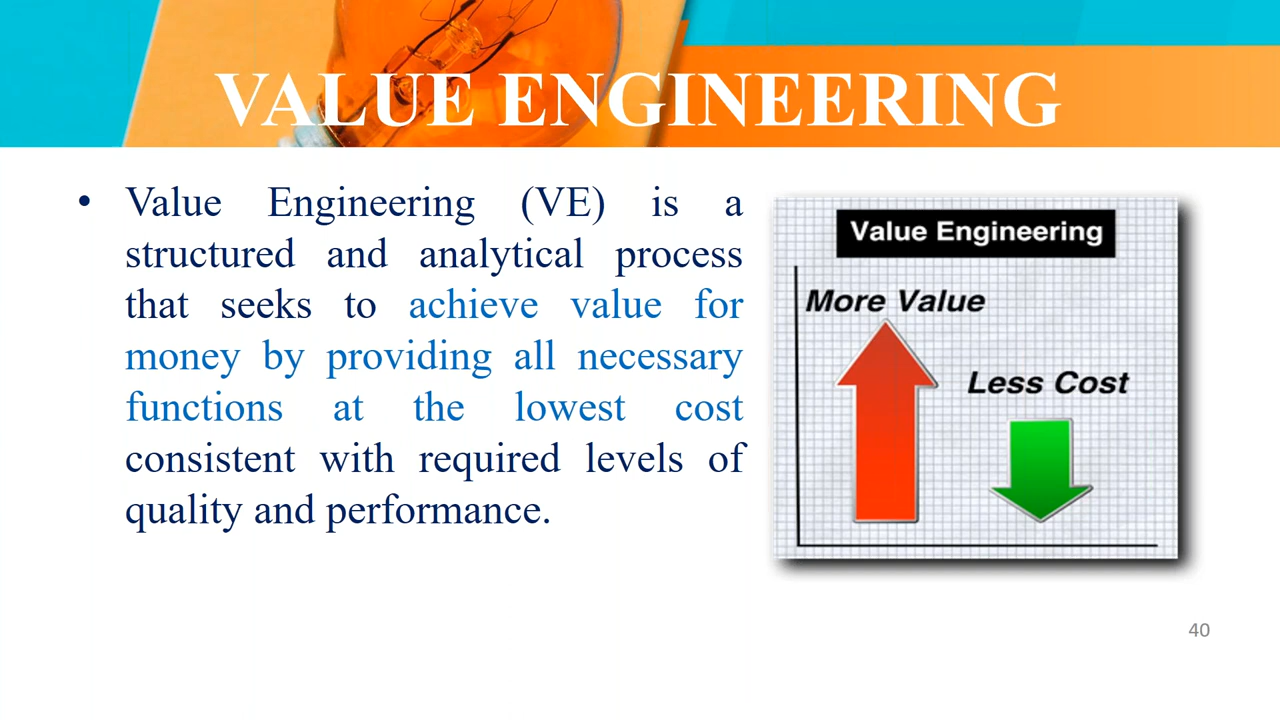 VALUE ENGINEERING
• Value Engineering (VE) is a
structured and analytical process
that seeks to achieve value for
money by providing all necessary
functions at the lowest cost
consistent with required levels of
quality and performance.
Value Engineering
More Value
Less Cost
40